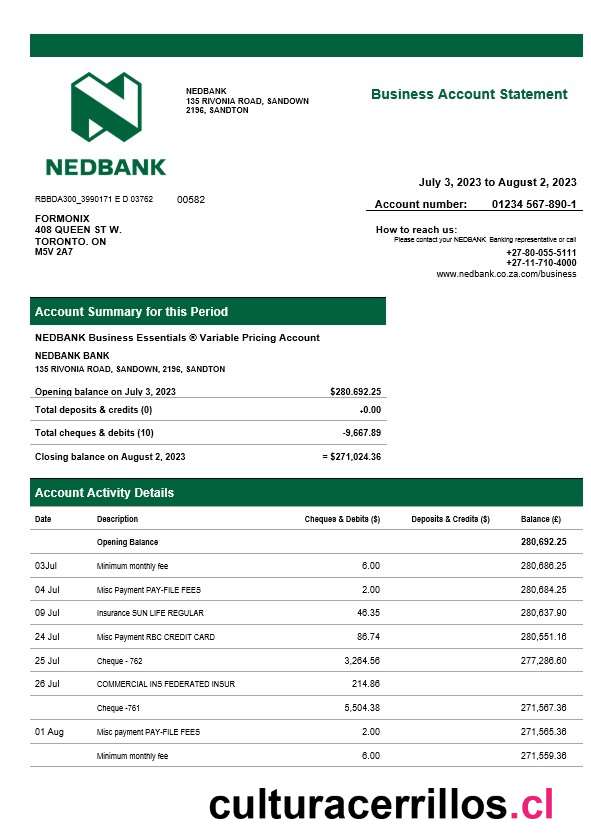 NEDBANK
135 RIVONIA ROAD, SANDOWN
2196, SANDTON
Business Account Statement
NEDBANK
July 3, 2023 to August 2, 2023
RBBDA300_3990171 E D 03762 00582
Account number: 01234 567-890-1
FORMONIX
408 QUEEN ST W.
TORONTO. ON
M5V 2A7
How to reach us:
Please contact your NEDBANK Banking representative or call
+27-80-055-5111
+27-11-710-4000
www.nedbank.co.za.com/business
Account Summary for this Period
NEDBANK Business Essentials ® Variable Pricing Account
NEDBANK BANK
135 RIVONIA ROAD, SANDOWN, 2196, SANDTON
Opening balance on July 3, 2023 $280.692.25
Total deposits & credits (0) +0.00
Total cheques & debits (10) -9,667.89
Closing balance on August 2, 2023 = $271,024.36
Account Activity Details
Date Description Cheques & Debits ($) Deposits & Credits ($) Balance (£)
Opening Balance 280,692.25
03Jul Minimum monthly fee 6.00 280,686.25
04 Jul Misc Payment PAY-FILE FEES 2.00 280,684.25
09 Jul Insurance SUN LIFE REGULAR 46.35 280,637.90
24 Jul Misc Payment RBC CREDIT CARD 86.74 280,551.16
25 Jul Cheque - 762 3,264.56 277,286.60
26 Jul COMMERCIAL INS FEDERATED INSUR 214.86
Cheque -761 5,504.38 271,567.36
01 Aug Misc payment PAY-FILE FEES 2.00 271,565.36
Minimum monthly fee 6.00 271,559.36
culturacerrillos.cl